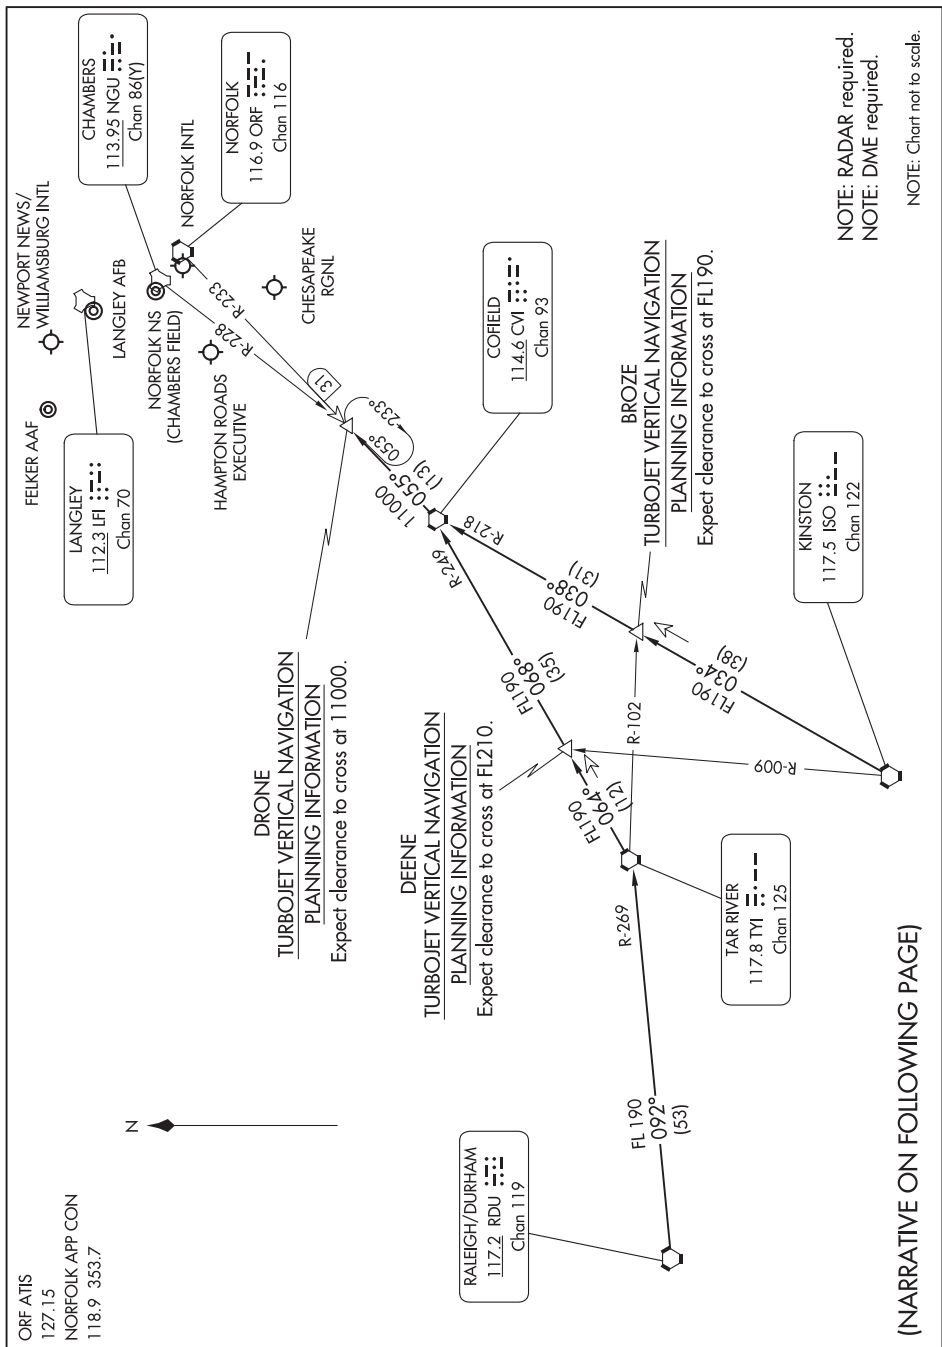 ORF ATIS
127.15
NORFOLK APP CON
118.9  353.7
N
RALEIGH/DURHAM
117.2 RDU
Chan 119
FL 190
092°
(53)
R-269
TAR RIVER
117.8 TYI
Chan 125
FL190
064°
(12)
R-102
R-009
DEENE
TURBOJET VERTICAL NAVIGATION
PLANNING INFORMATION
Expect clearance to cross at FL210.
DRONE
TURBOJET VERTICAL NAVIGATION
PLANNING INFORMATION
Expect clearance to cross at 11000.
FL190
068°
(35)
R-249
KINSTON
117.5 ISO
Chan 122
FL190
034°
(38)
BROZE
TURBOJET VERTICAL NAVIGATION
PLANNING INFORMATION
Expect clearance to cross at FL190.
FL190
038°
(31)
R-218
COFIELD
114.6 CVI
Chan 93
11000
055°
(13)
053°
233°
31
R-228
R-233
LANGLEY
112.3 LFI
Chan 70
FELKER AAF
NEWPORT NEWS/
WILLIAMSBURG INTL
LANGLEY AFB
NORFOLK NS
(CHAMBERS FIELD)
HAMPTON ROADS
EXECUTIVE
CHAMBERS
113.95 NGU
Chan 86(Y)
NORFOLK INTL
NORFOLK
116.9 ORF
Chan 116
CHESAPEAKE
RGNL
NOTE: RADAR required.
NOTE: DME required.
NOTE: Chart not to scale.
(NARRATIVE ON FOLLOWING PAGE)